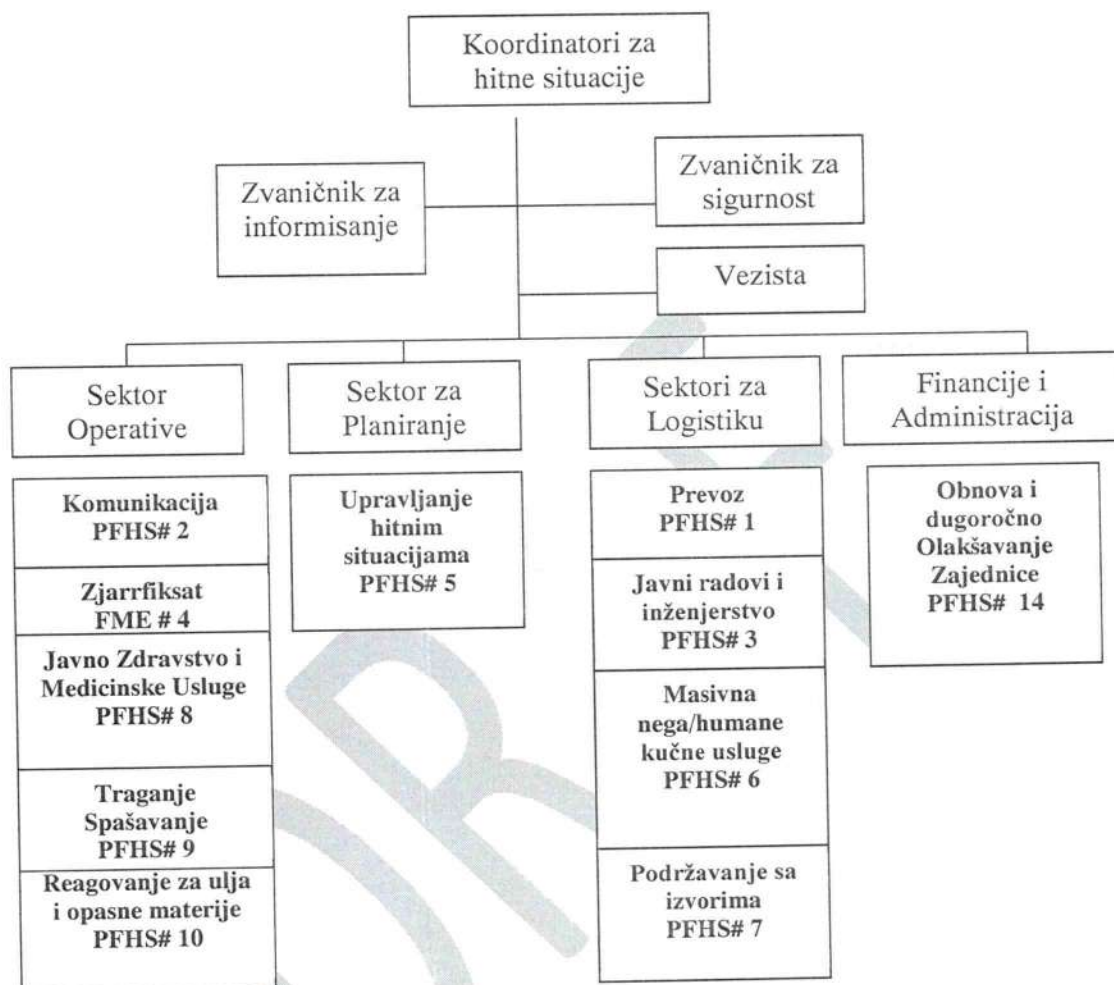 Koordinatori za
hitne situacije
Zvaničnik za
informisanje
Zvaničnik za
sigurnost
Vezista
Sektor
Operative
Sektor za
Planiranje
Sektori za
Logistiku
Financije i
Administracija
Komunikacija
PFHS# 2
Zjarrfiksat
FME # 4
Javno Zdravstvo i
Medicinske Usluge
PFHS# 8
Traganje
Spašavanje
PFHS# 9
Reagovanje za ulja
i opasne materije
PFHS# 10
Upravljanje
hitnim
situacijama
PFHS# 5
Prevoz
PFHS# 1
Javni radovi i
inženjerstvo
PFHS# 3
Masivna
nega/humane
kučne usluge
PFHS# 6
Podržavanje sa
izvorima
PFHS# 7
Obnova i
dugoročno
Olakšavanje
Zajednice
PFHS# 14